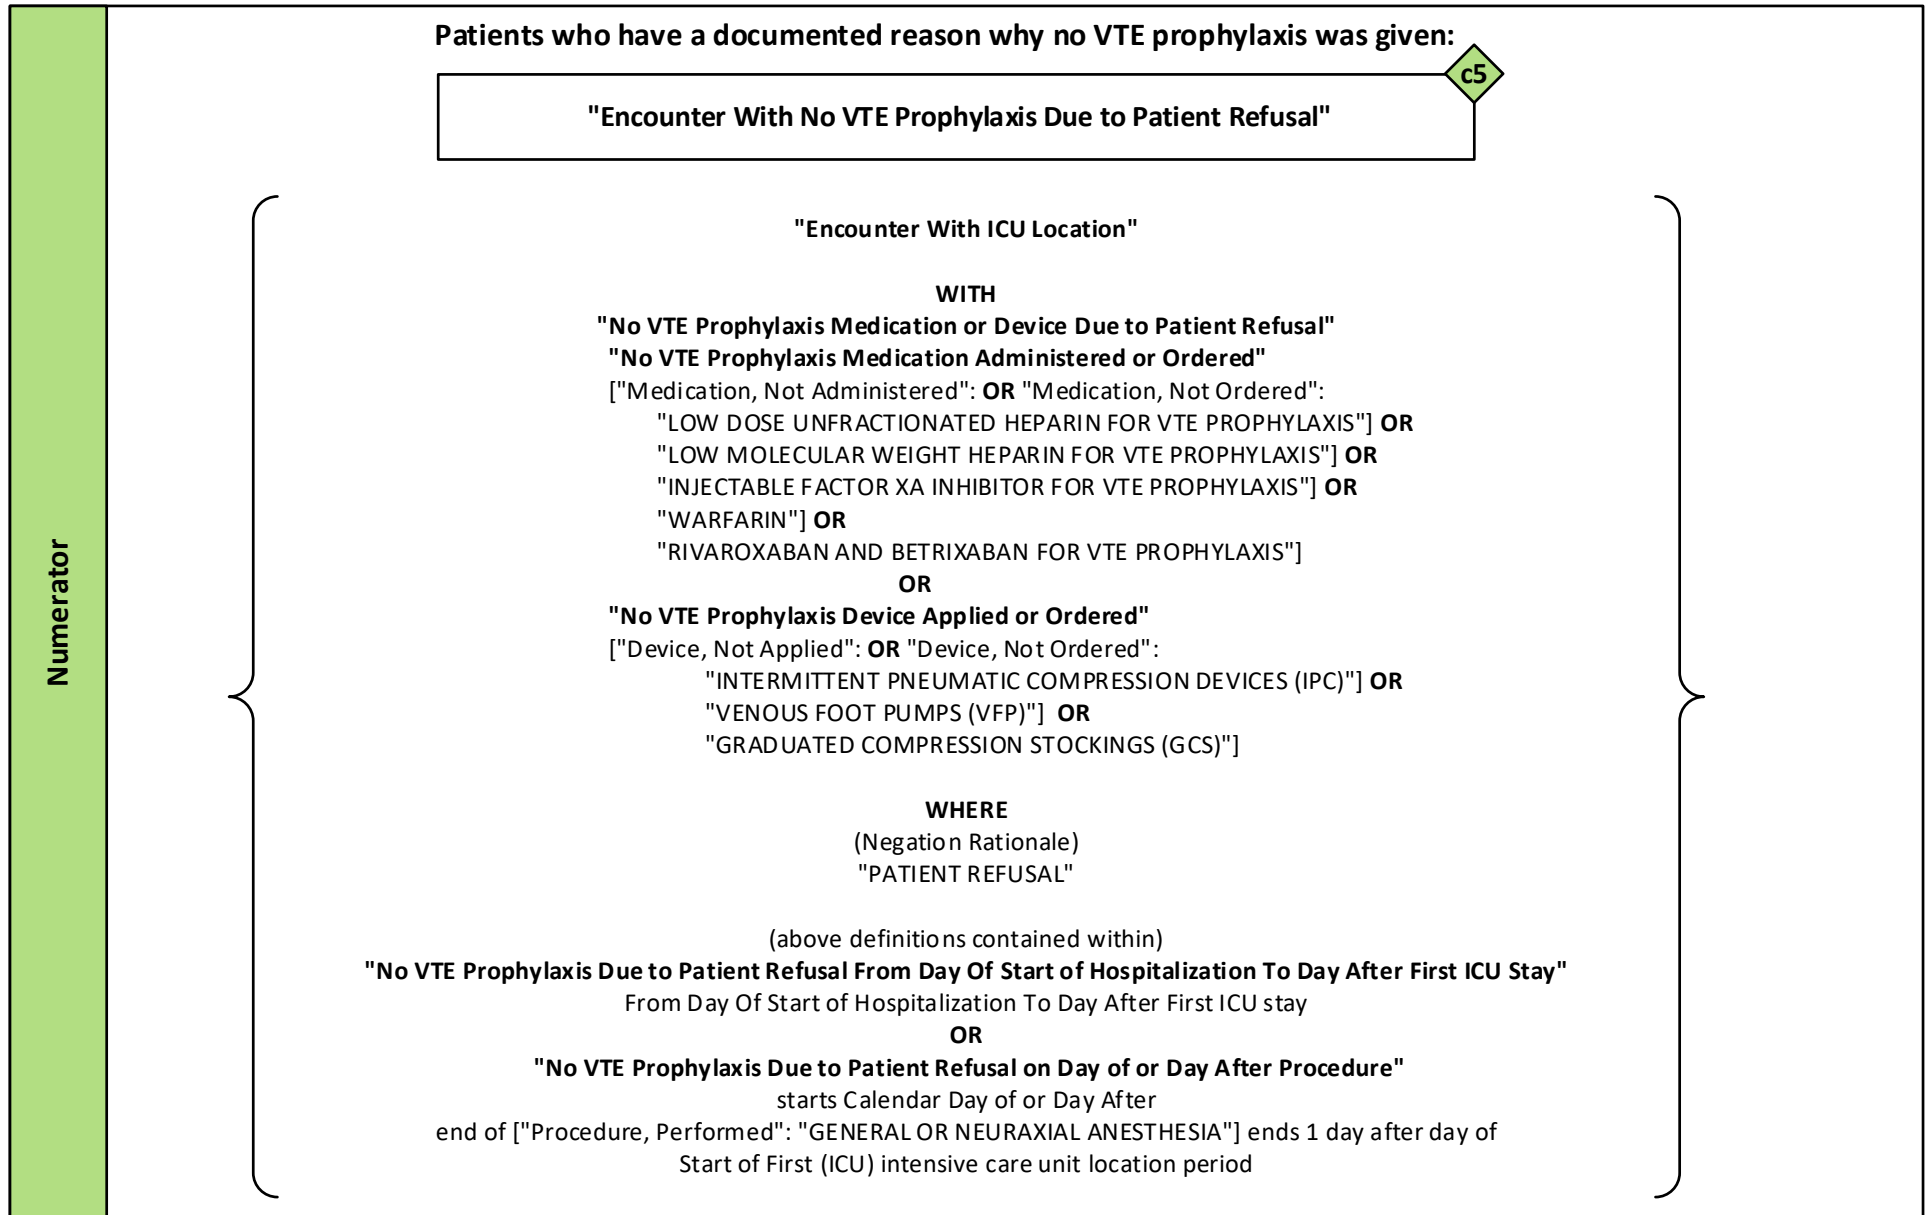 Numerator
Patients who have a documented reason why no VTE prophylaxis was given:
c5
"Encounter With No VTE Prophylaxis Due to Patient Refusal"
"Encounter With ICU Location"
WITH
"No VTE Prophylaxis Medication or Device Due to Patient Refusal"
"No VTE Prophylaxis Medication Administered or Ordered"
["Medication, Not Administered": OR "Medication, Not Ordered":
"LOW DOSE UNFRACTIONATED HEPARIN FOR VTE PROPHYLAXIS"] OR
"LOW MOLECULAR WEIGHT HEPARIN FOR VTE PROPHYLAXIS"] OR
"INJECTABLE FACTOR XA INHIBITOR FOR VTE PROPHYLAXIS"] OR
"WARFARIN"] OR
"RIVAROXABAN AND BETRIXABAN FOR VTE PROPHYLAXIS"]
OR
"No VTE Prophylaxis Device Applied or Ordered"
["Device, Not Applied": OR "Device, Not Ordered":
"INTERMITTENT PNEUMATIC COMPRESSION DEVICES (IPC)"] OR
"VENOUS FOOT PUMPS (VFP)"] OR
"GRADUATED COMPRESSION STOCKINGS (GCS)"]
WHERE
(Negation Rationale)
"PATIENT REFUSAL"
(above definitions contained within)
"No VTE Prophylaxis Due to Patient Refusal From Day Of Start of Hospitalization To Day After First ICU Stay"
From Day Of Start of Hospitalization To Day After First ICU stay
OR
"No VTE Prophylaxis Due to Patient Refusal on Day of or Day After Procedure"
starts Calendar Day of or Day After
end of ["Procedure, Performed": "GENERAL OR NEURAXIAL ANESTHESIA"] ends 1 day after day of
Start of First (ICU) intensive care unit location period